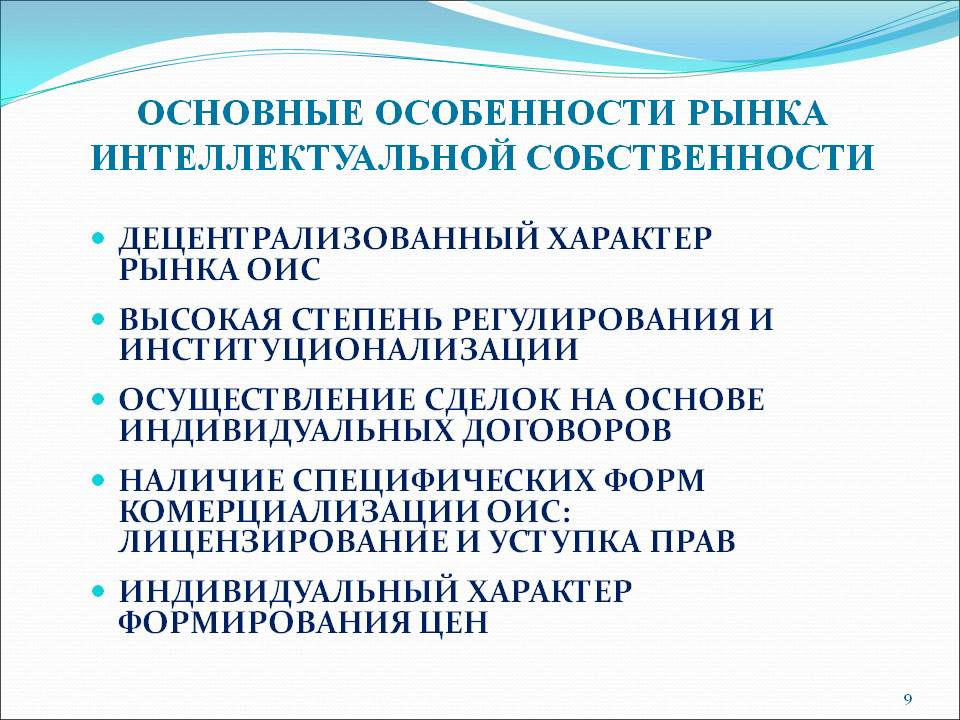 ОСНОВНЫЕ ОСОБЕННОСТИ РЫНКА
ИНТЕЛЛЕКТУАЛЬНОЙ СОБСТВЕННОСТИ
• ДЕЦЕНТРАЛИЗОВАННЫЙ ХАРАКТЕР
РЫНКА ОИС
• ВЫСОКАЯ СТЕПЕНЬ РЕГУЛИРОВАНИЯ И
ИНСТИТУЦИОНАЛИЗАЦИИ
• ОСУЩЕСТВЛЕНИЕ СДЕЛОК НА ОСНОВЕ
ИНДИВИДУАЛЬНЫХ ДОГОВОРОВ
• НАЛИЧИЕ СПЕЦИФИЧЕСКИХ ФОРМ
КОМЕРЦИАЛИЗАЦИИ ОИС:
ЛИЦЕНЗИРОВАНИЕ И УСТУПКА ПРАВ
• ИНДИВИДУАЛЬНЫЙ ХАРАКТЕР
ФОРМИРОВАНИЯ ЦЕН
9